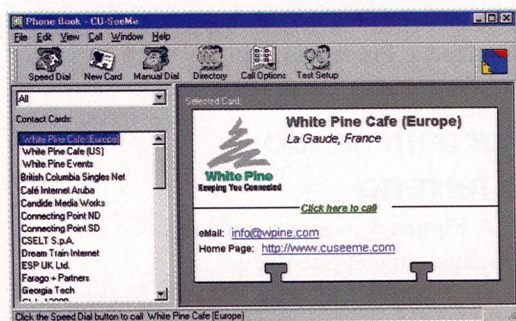 Phone Book - CU-SeeMe
File Edit View Call Window Help
Speed Dial New Card Manual Dial Directory Call Options Test Setup
All
Contact Cards:
White Pine Cafe (Europe)
White Pine Cafe (US)
White Pine Events
British Columbia Singles Net
Café Internet Aruba
Candide Media Works
Connecting Point ND
Connecting Point SD
CSELT S.p.A.
Dream Train Internet
ESP UK Ltd.
Farago + Partners
Georgia Tech
Selected Card:
White Pine Cafe (Europe)
La Gaude, France
White Pine
Keeping You Connected
Click here to call
eMail: info@wpine.com
Home Page: http://www.cuseeme.com
Click the Speed Dial button to call White Pine Cafe (Europe)